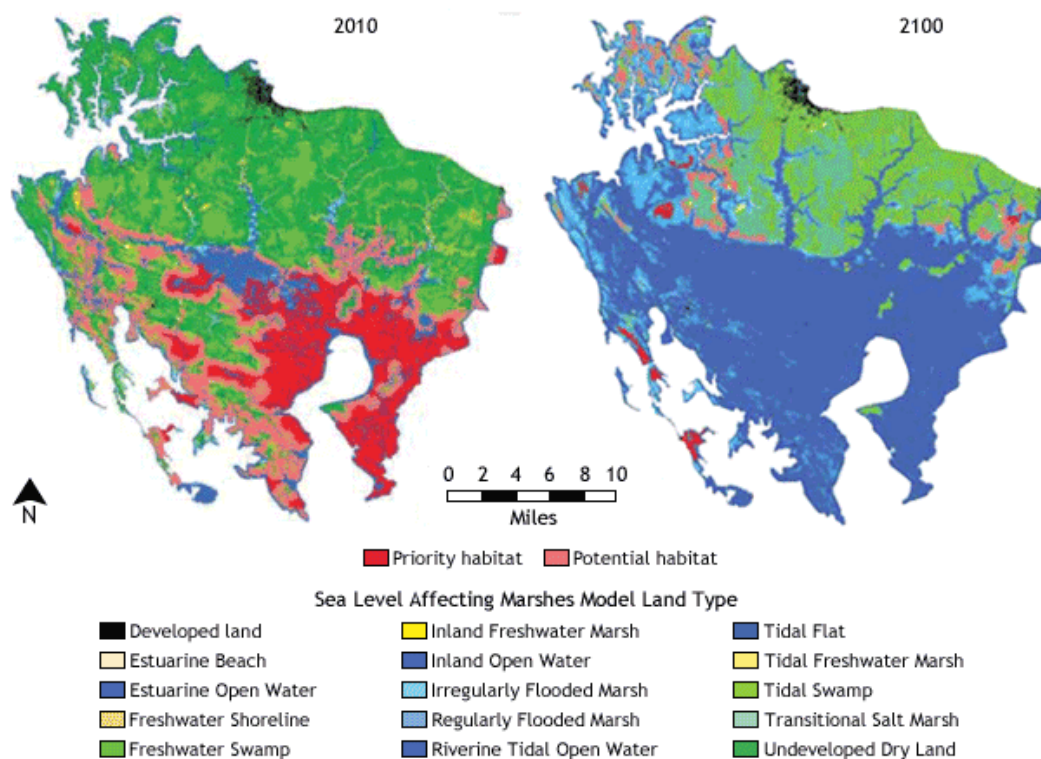 2010
2100
N
0 2 4 6 8 10
Miles
Priority habitat Potential habitat
Sea Level Affecting Marshes Model Land Type
Developed land Inland Freshwater Marsh Tidal Flat
Estuarine Beach Inland Open Water Tidal Freshwater Marsh
Estuarine Open Water Irregularly Flooded Marsh Tidal Swamp
Freshwater Shoreline Regularly Flooded Marsh Transitional Salt Marsh
Freshwater Swamp Riverine Tidal Open Water Undeveloped Dry Land